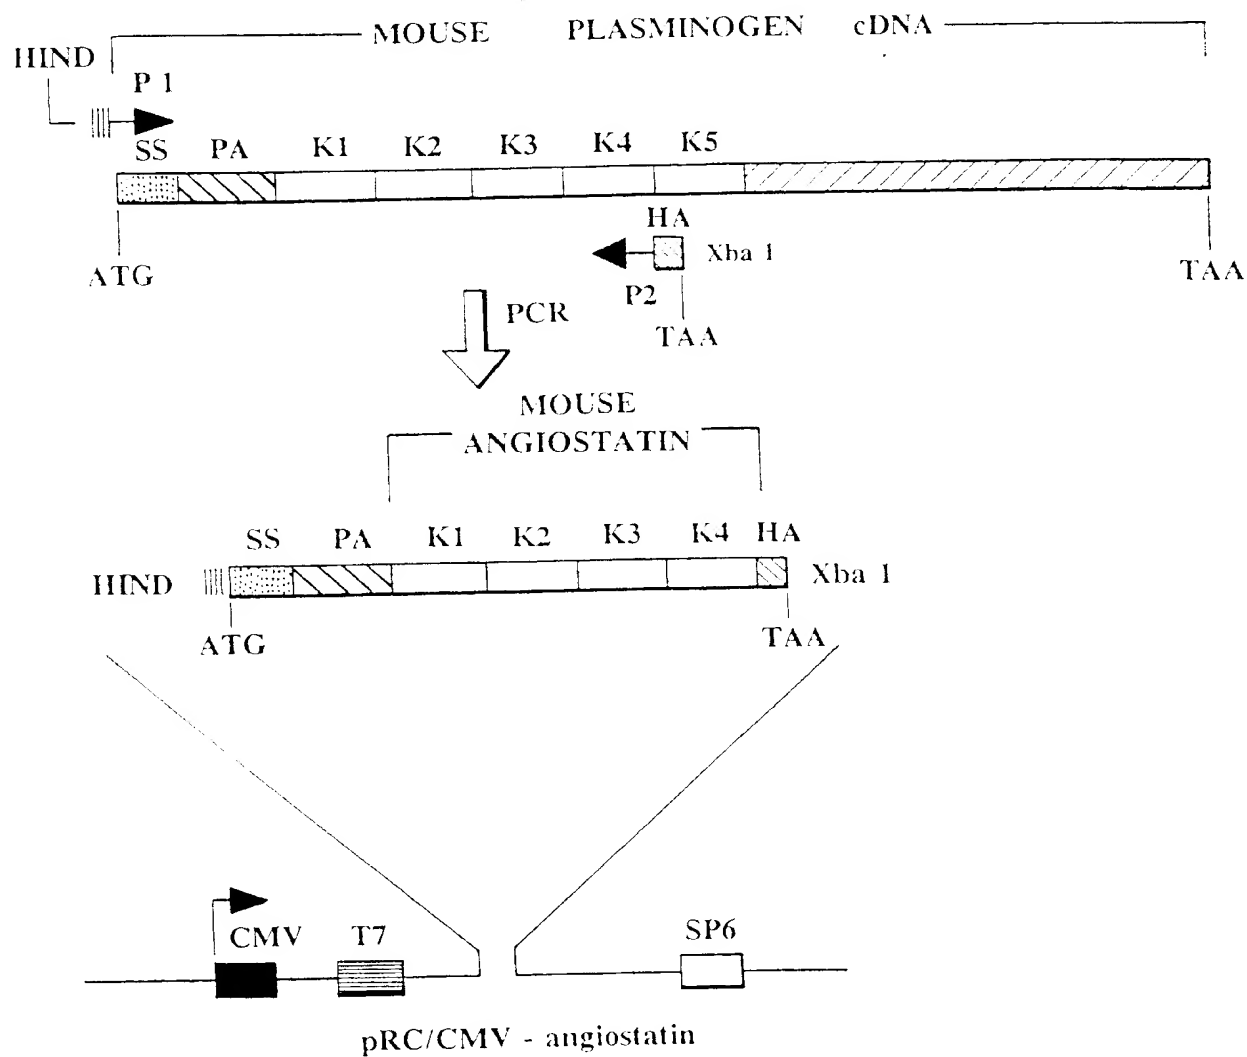 MOUSE PLASMINOGEN cDNA
HIND
P 1
SS PA K1 K2 K3 K4 K5
HA
Xba 1
ATG
P2
TAA
TAA
PCR
MOUSE
ANGIOSTATIN
SS PA K1 K2 K3 K4 HA
HIND
Xba 1
ATG
TAA
CMV T7 SP6
pRC/CMV - angiostatin